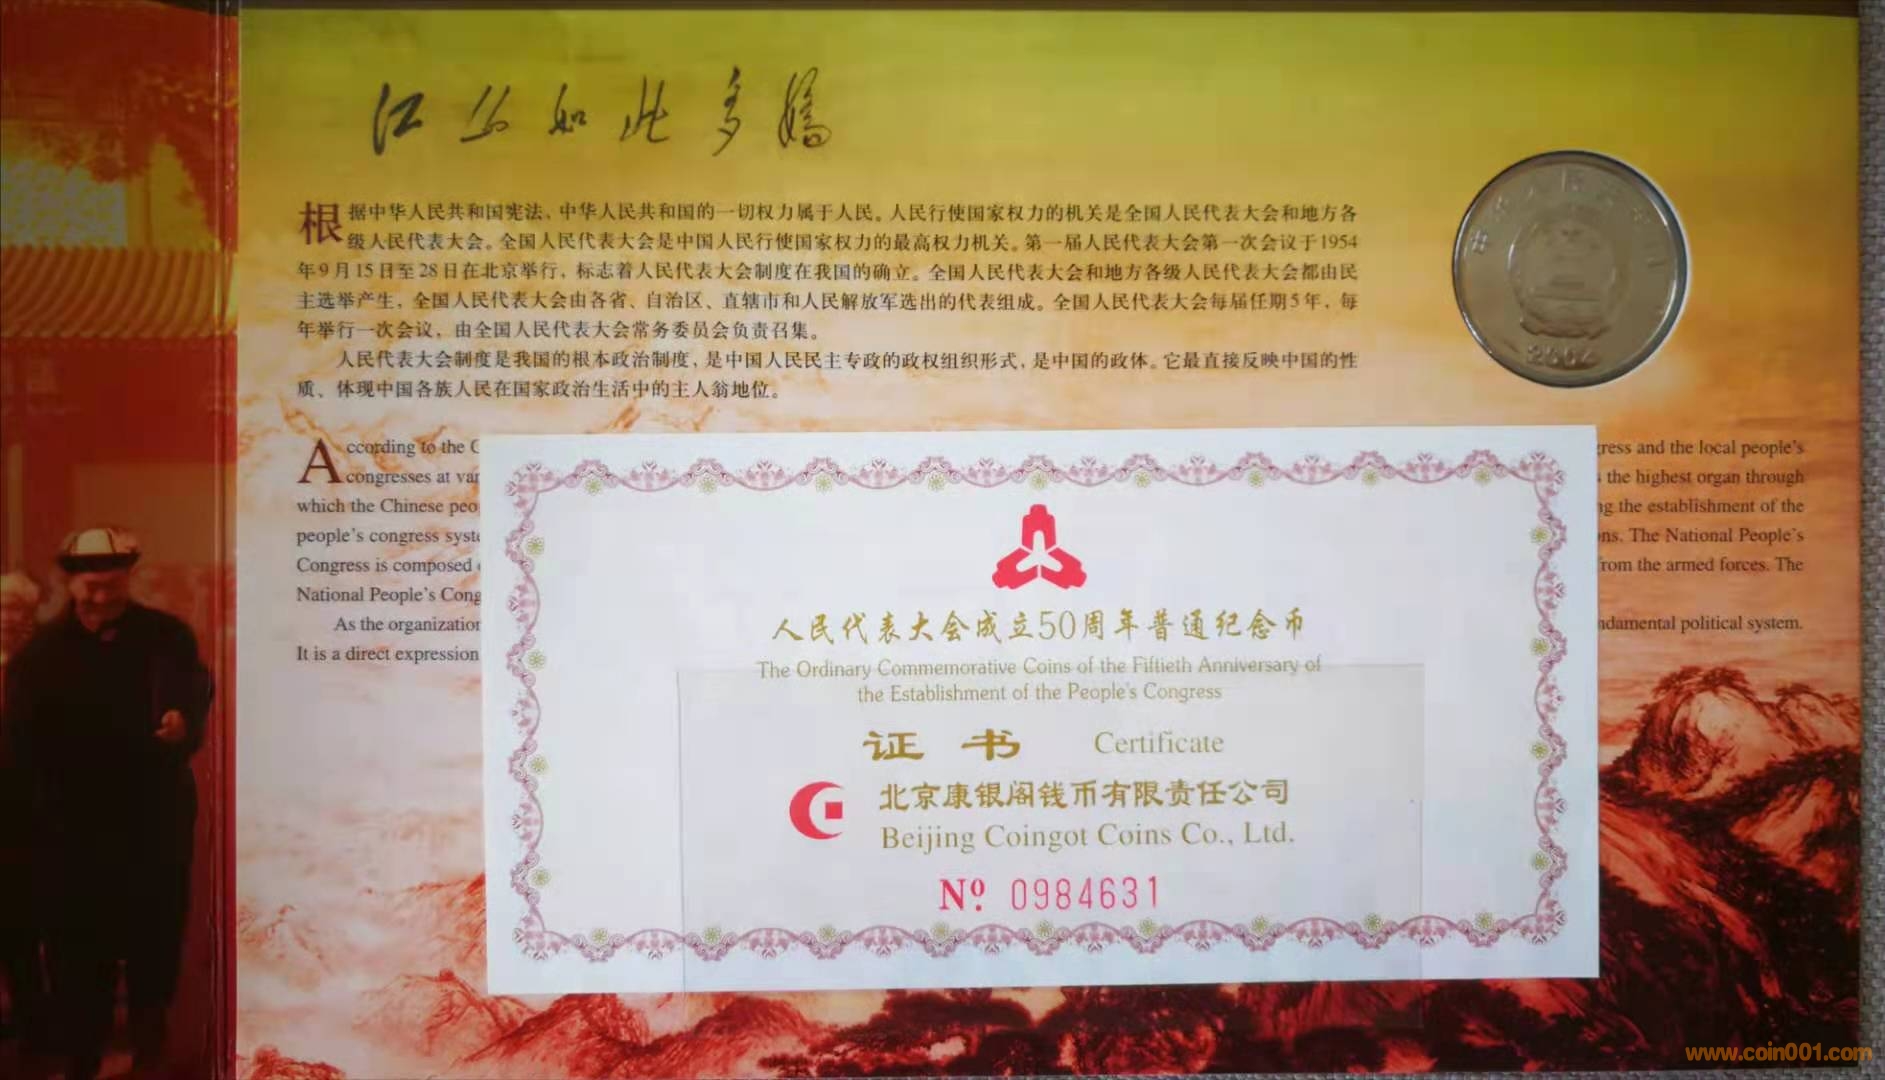 江山如此多娇
根据中华人民共和国宪法，中华人民共和国的一切权力属于人民。人民行使国家权力的机关是全国人民代表大会和地方各
级人民代表大会。全国人民代表大会是中国人民行使国家权力的最高权力机关。第一届人民代表大会第一次会议于1954
年9月15日至28日在北京举行，标志着人民代表大会制度在我国的确立。全国人民代表大会和地方各级人民代表大会都由民
主选举产生，全国人民代表大会由各省、自治区、直辖市和人民解放军选出的代表组成。全国人民代表大会每届任期5年，每
年举行一次会议，由全国人民代表大会常务委员会负责召集。
人民代表大会制度是我国的根本政治制度，是中国人民民主专政的政权组织形式，是中国的政体。它最直接反映中国的性
质、体现中国各族人民在国家政治生活中的主人翁地位。
2004
According to the
congresses at
which the Chinese
people's congress
Congress is composed
National People's
As the
It is a direct expression
and the local people's
the highest organ through
the establishment of the
The National People's
from the armed forces. The
political system.
人民代表大会成立50周年普通纪念币
The Ordinary Commemorative Coins of the Fiftieth Anniversary of
the Establishment of the People's Congress
证书 Certificate
北京康银阁钱币有限责任公司
Beijing Coingot Coins Co., Ltd.
Nº 0984631
www.coin001.com